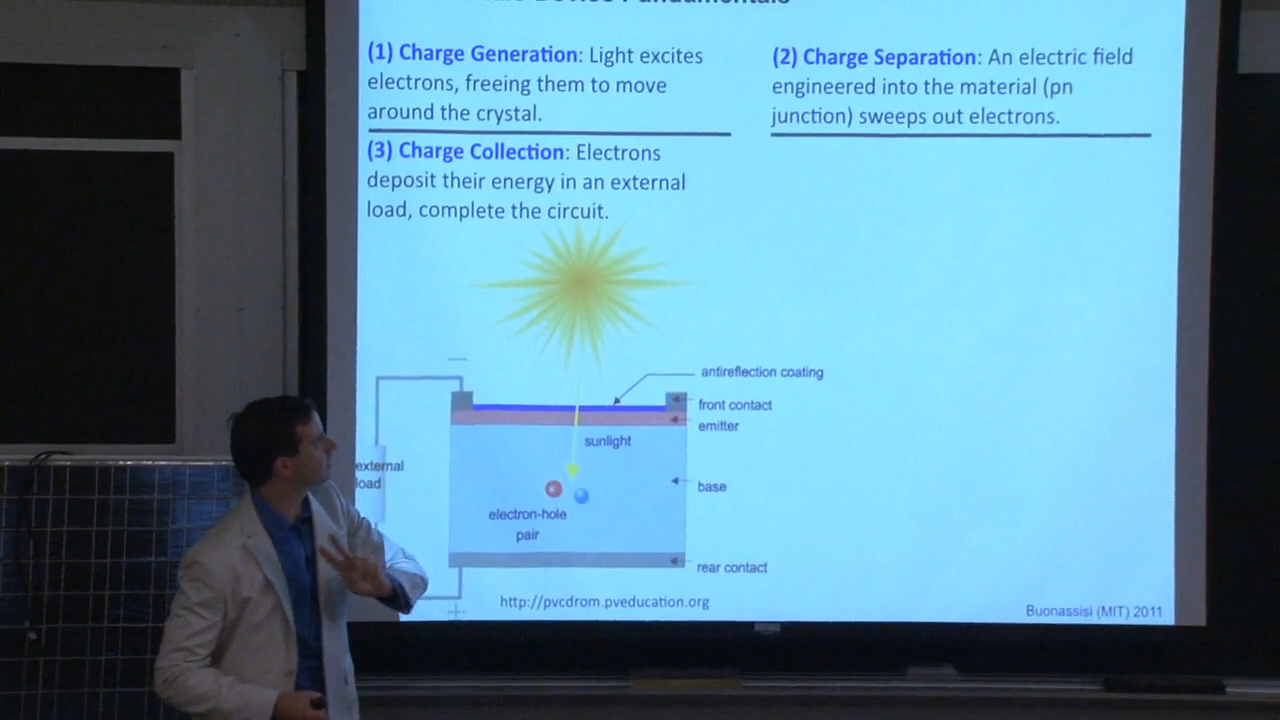 Device Fundamentals
(1) Charge Generation: Light excites
electrons, freeing them to move
around the crystal.
(2) Charge Separation: An electric field
engineered into the material (pn
junction) sweeps out electrons.
(3) Charge Collection: Electrons
deposit their energy in an external
load, complete the circuit.
antireflection coating
front contact
emitter
sunlight
external
load
base
electron-hole
pair
rear contact
http://pvcdrom.pveducation.org
Buonassisi (MIT) 2011